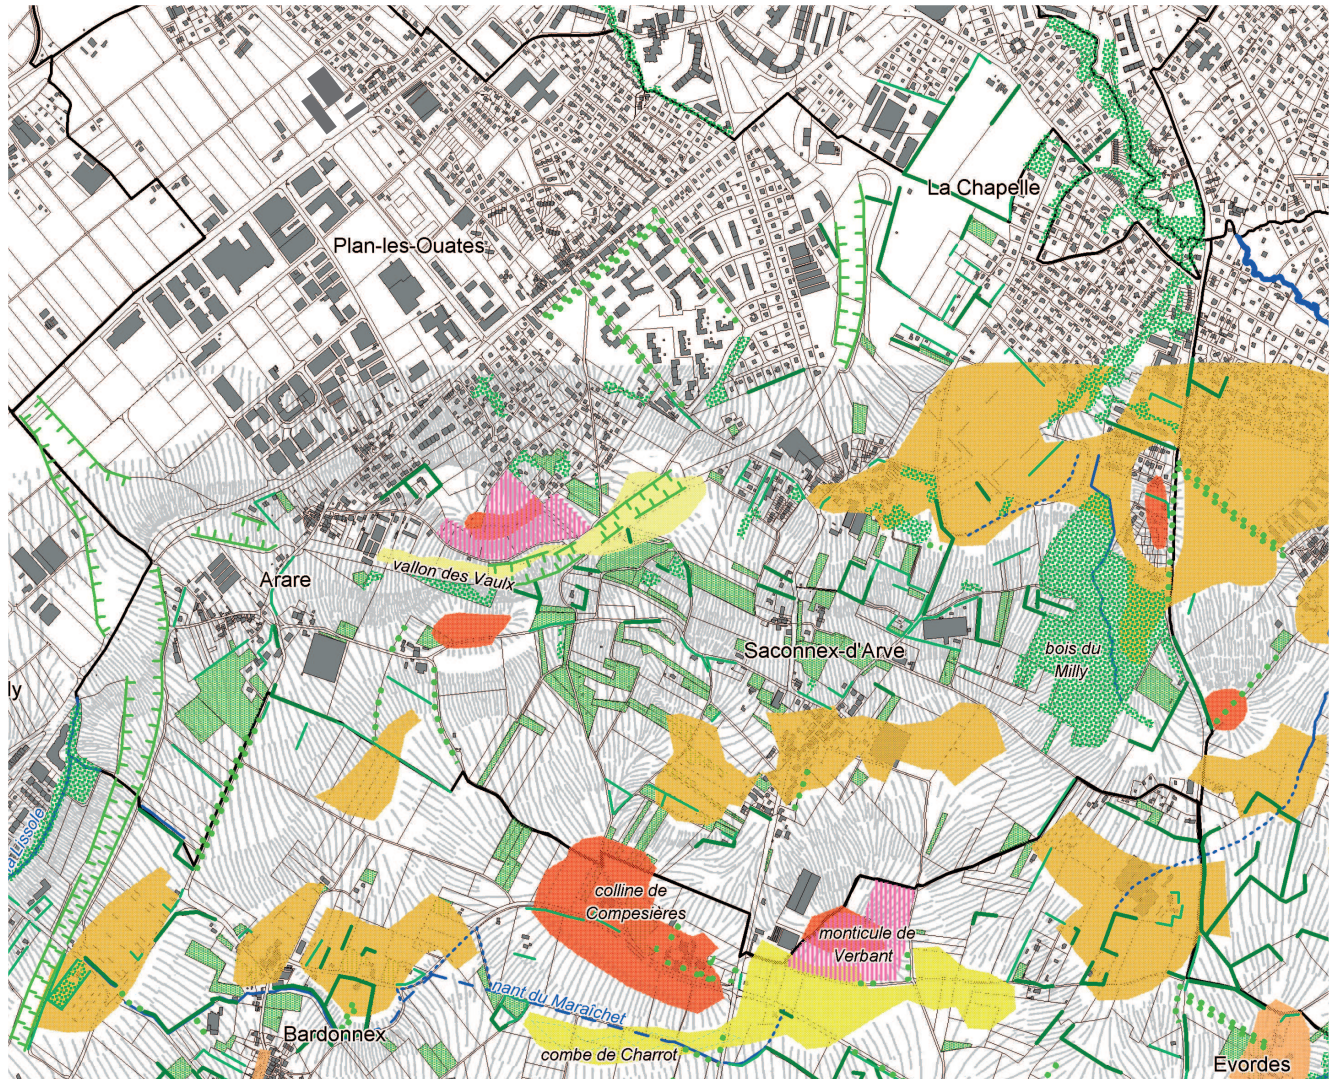 La Chapelle
Plan-les-Ouates
vallon des Vaulx
Arare
Saconnex-d'Arve
bois du
Milly
ly
colline de
Compesières
monticule de
Verbant
nant du Maraîchet
Bardonnex
combe de Charrot
Evordes